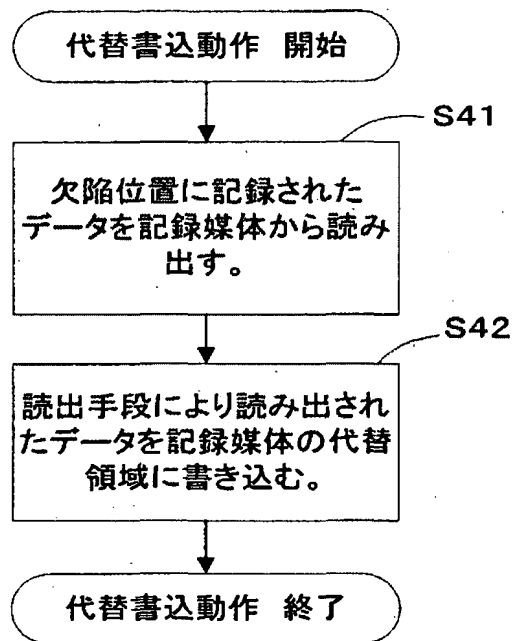 代替書込動作 開始
S41
欠陥位置に記録された
データを記録媒体から読み
出す。
S42
読出手段により読み出され
たデータを記録媒体の代替
領域に書き込む。
代替書込動作 終了